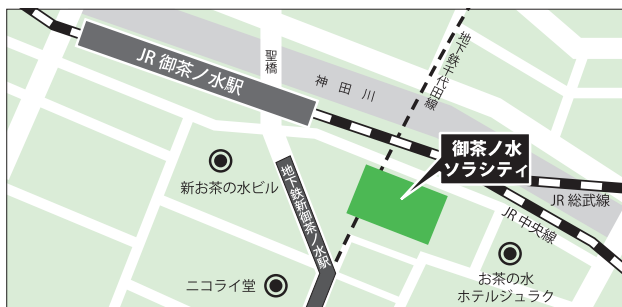 JR 御茶ノ水駅
聖橋
神田川
地下鉄千代田線
御茶ノ水
ソラシティ
新お茶の水ビル
地下鉄新御茶ノ水駅
JR 総武線
JR 中央線
ニコライ堂
お茶の水
ホテルジュラク